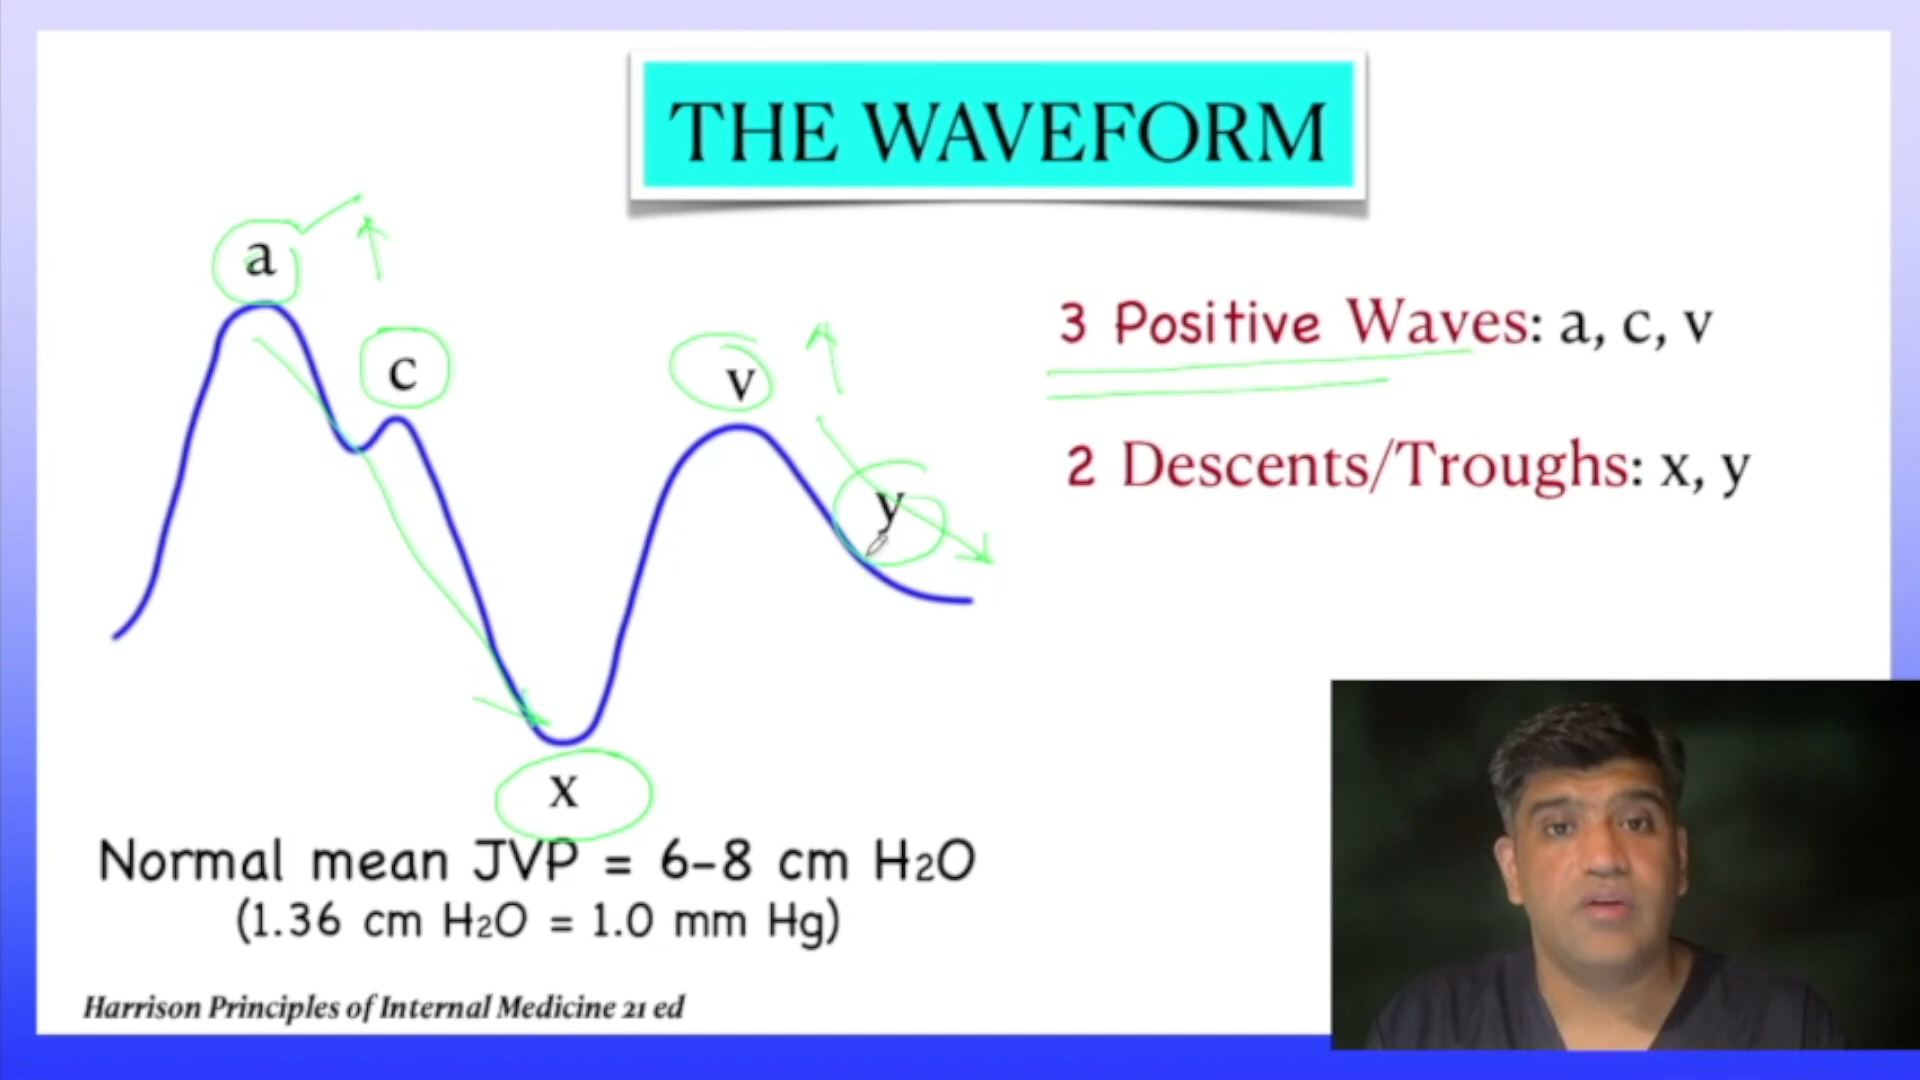 THE WAVEFORM
a
c
v
y
x
3 Positive Waves: a, c, v
2 Descents/Troughs: x, y
Normal mean JVP = 6-8 cm H2O
(1.36 cm H2O = 1.0 mm Hg)
Harrison Principles of Internal Medicine 21 ed